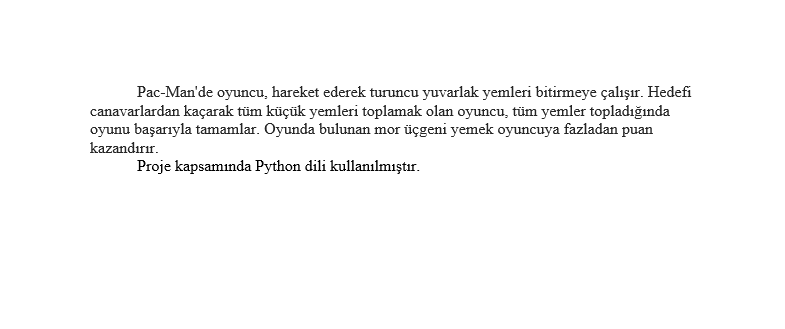 Pac-Man'de oyuncu, hareket ederek turuncu yuvarlak yemleri bitirmeye çalışır. Hedefi
canavarlardan kaçarak tüm küçük yemleri toplamak olan oyuncu, tüm yemler topladığında
oyunu başarıyla tamamlar. Oyunda bulunan mor üçgeni yemek oyuncuya fazladan puan
kazandırır.
Proje kapsamında Python dili kullanılmıştır.